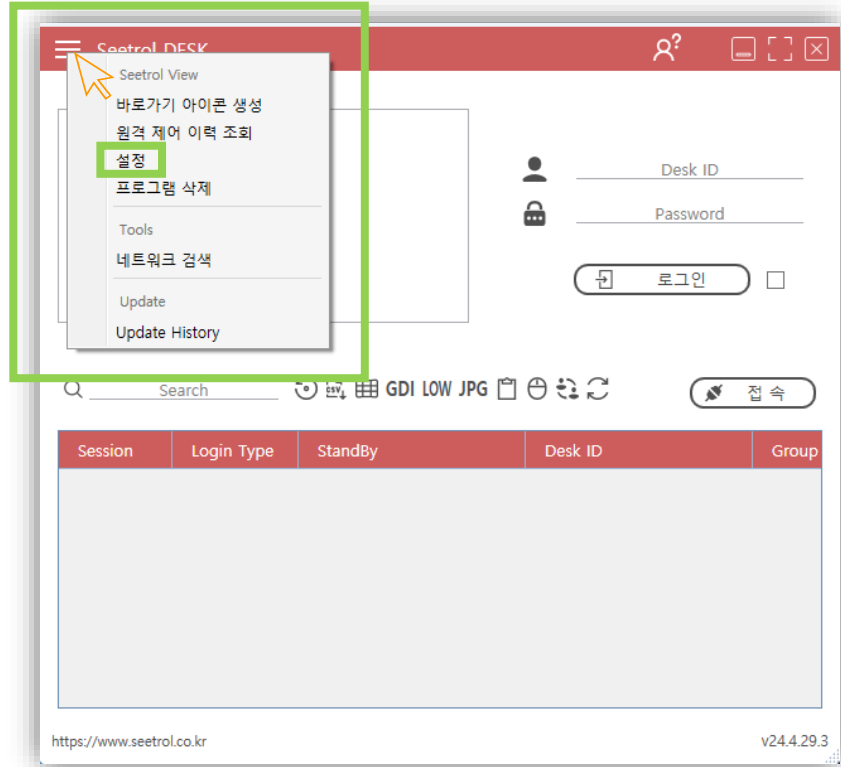 Seetrol DESK
Seetrol View
바로가기 아이콘 생성
원격 제어 이력 조회
설정
프로그램 삭제
Tools
네트워크 검색
Update
Update History
Desk ID
Password
로그인
Search
csv
GDI LOW JPG
접 속
Session Login Type StandBy Desk ID Group
https://www.seetrol.co.kr
v24.4.29.3